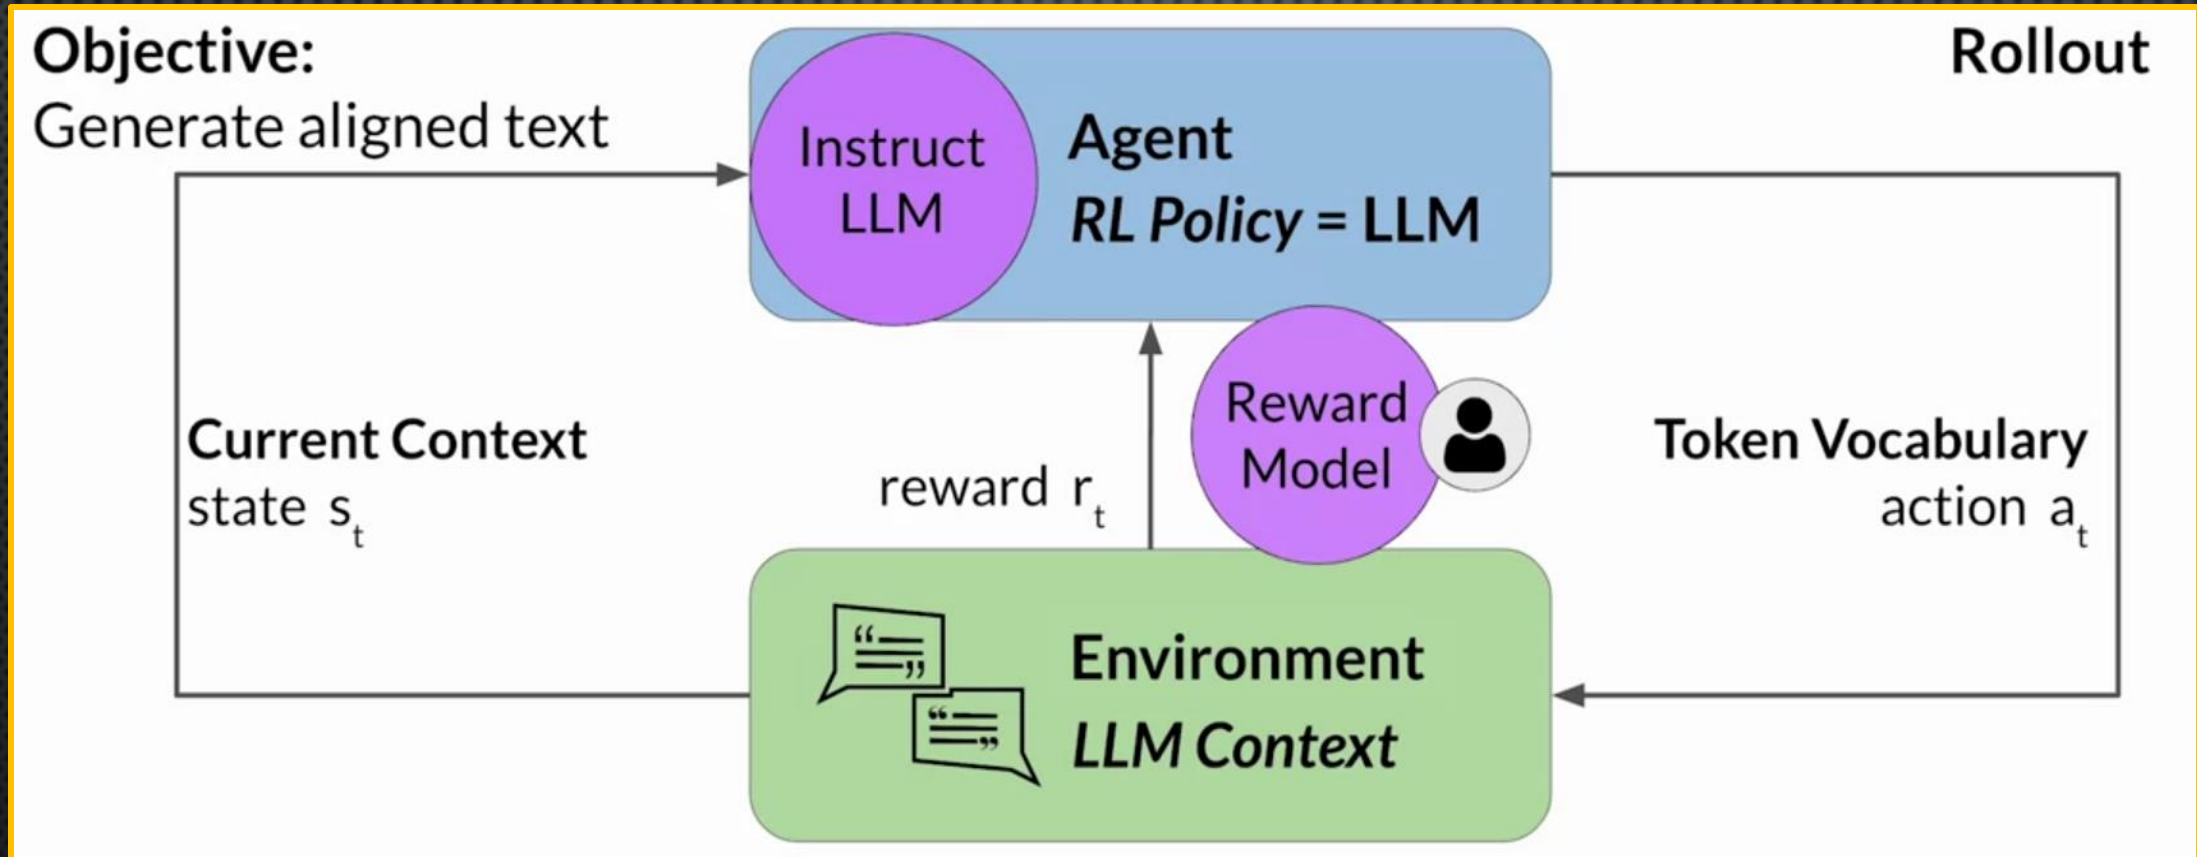 Objective:
Generate aligned text
Rollout
Instruct
LLM
Agent
RL Policy = LLM
Current Context
state s_t
reward r_t
Reward
Model
Token Vocabulary
action a_t
Environment
LLM Context